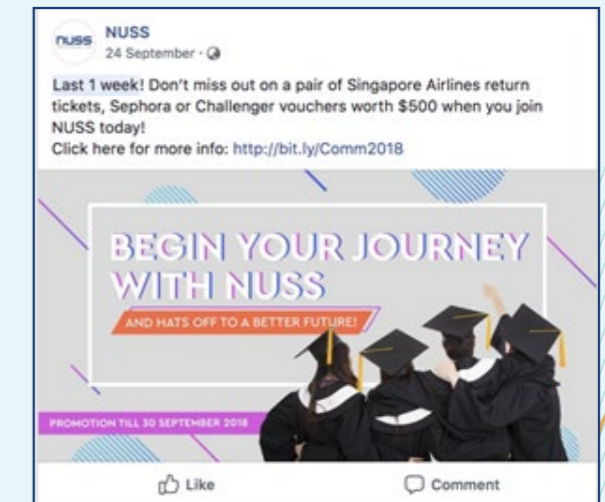 nuss
NUSS
24 September ·
Last 1 week! Don't miss out on a pair of Singapore Airlines return
tickets, Sephora or Challenger vouchers worth $500 when you join
NUSS today!
Click here for more info: http://bit.ly/Comm2018
BEGIN YOUR JOURNEY
WITH NUSS
AND HATS OFF TO A BETTER FUTURE!
PROMOTION TILL 30 SEPTEMBER 2018
Like
Comment